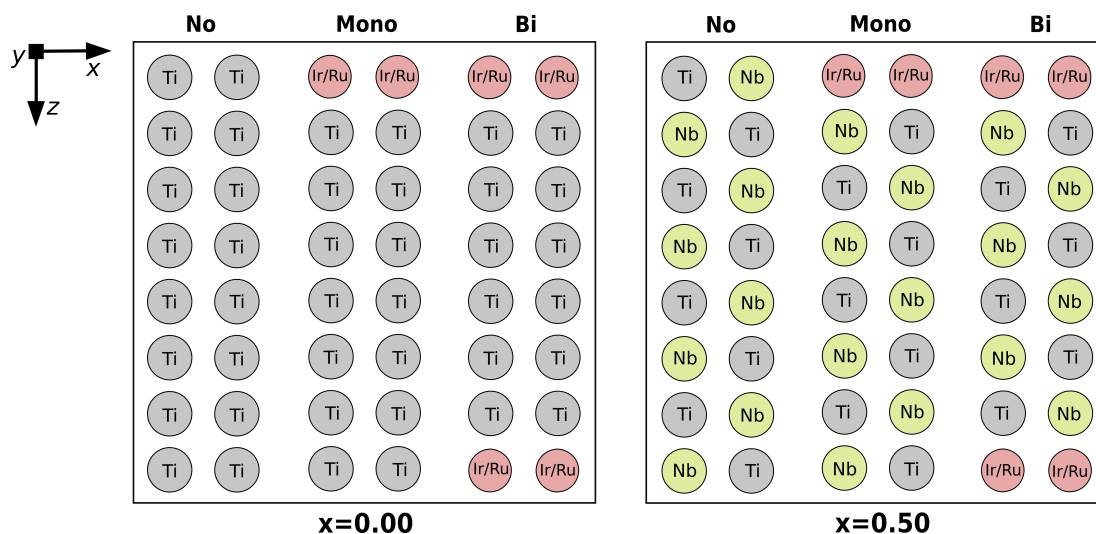 No Mono Bi No Mono Bi
y x z
Ti Ti Ir/Ru Ir/Ru Ir/Ru Ir/Ru Ti Nb Ir/Ru Ir/Ru Ir/Ru Ir/Ru
Ti Ti Ti Ti Ti Ti Nb Ti Nb Ti Nb Ti
Ti Ti Ti Ti Ti Ti Ti Nb Ti Nb Ti Nb
Ti Ti Ti Ti Ti Ti Nb Ti Nb Ti Nb Ti
Ti Ti Ti Ti Ti Ti Ti Nb Ti Nb Ti Nb
Ti Ti Ti Ti Ti Ti Nb Ti Nb Ti Nb Ti
Ti Ti Ti Ti Ti Ti Ti Nb Ti Nb Ti Nb
Ti Ti Ti Ti Ir/Ru Ir/Ru Nb Ti Nb Ti Ir/Ru Ir/Ru
x=0.00 x=0.50